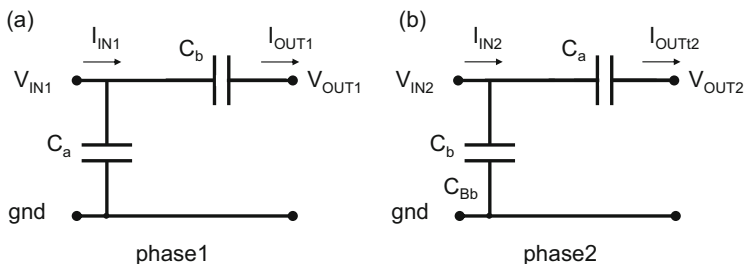 (a)
I_IN1
C_b
I_OUT1
V_IN1
V_OUT1
C_a
gnd
phase1
(b)
I_IN2
C_a
I_OUTt2
V_IN2
V_OUT2
C_b
C_Bb
gnd
phase2